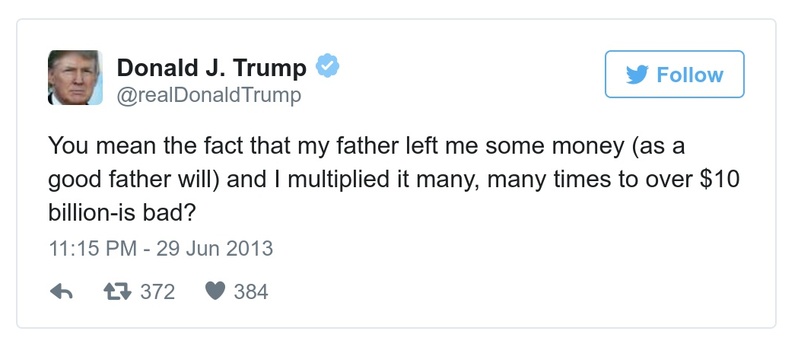 Donald J. Trump
@realDonaldTrump
Follow
You mean the fact that my father left me some money (as a
good father will) and I multiplied it many, many times to over $10
billion-is bad?
11:15 PM - 29 Jun 2013
372 384